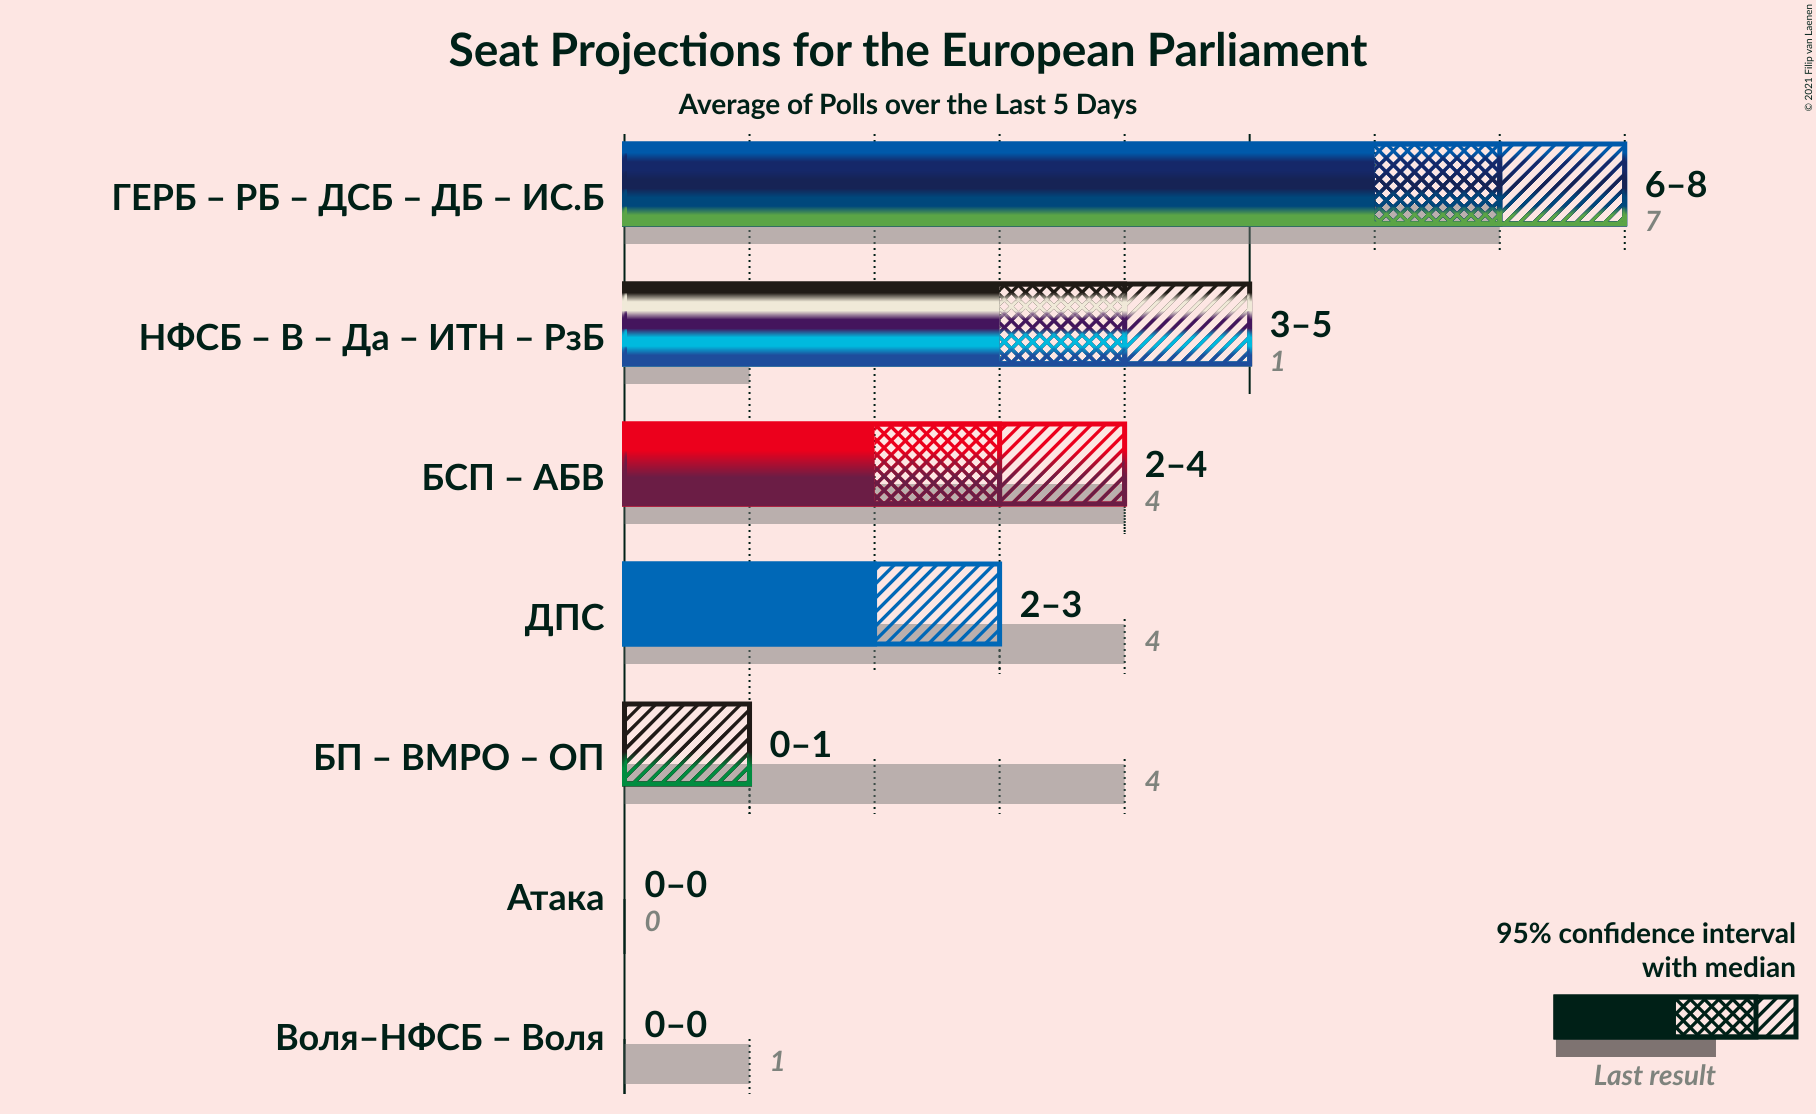 Seat Projections for the European Parliament
Average of Polls over the Last 5 Days
© 2021 Filip van Laenen
ГЕРБ – РБ – ДСБ – ДБ – ИС.Б
6–8
7
НФСБ – В – Да – ИТН – РзБ
3–5
1
БСП – АБВ
2–4
4
ДПС
2–3
4
БП – ВМРО – ОП
0–1
4
Атака
0–0
0
Воля–НФСБ – Воля
0–0
1
95% confidence interval
with median
Last result